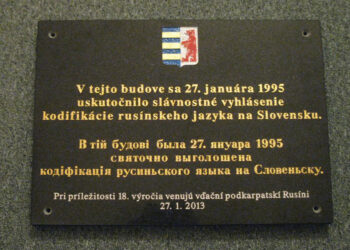 V tejto budove sa 27. januára 1995
uskutočnilo slávnostné vyhlásenie
kodifikácie rusínskeho jazyka na Slovensku.
В тій будові была 27. януара 1995
святочно выголошена
кодіфікація русиньского языка на Словеньску.
Pri príležitosti 18. výročia venujú vďační podkarpatskí Rusíni
27. 1. 2013